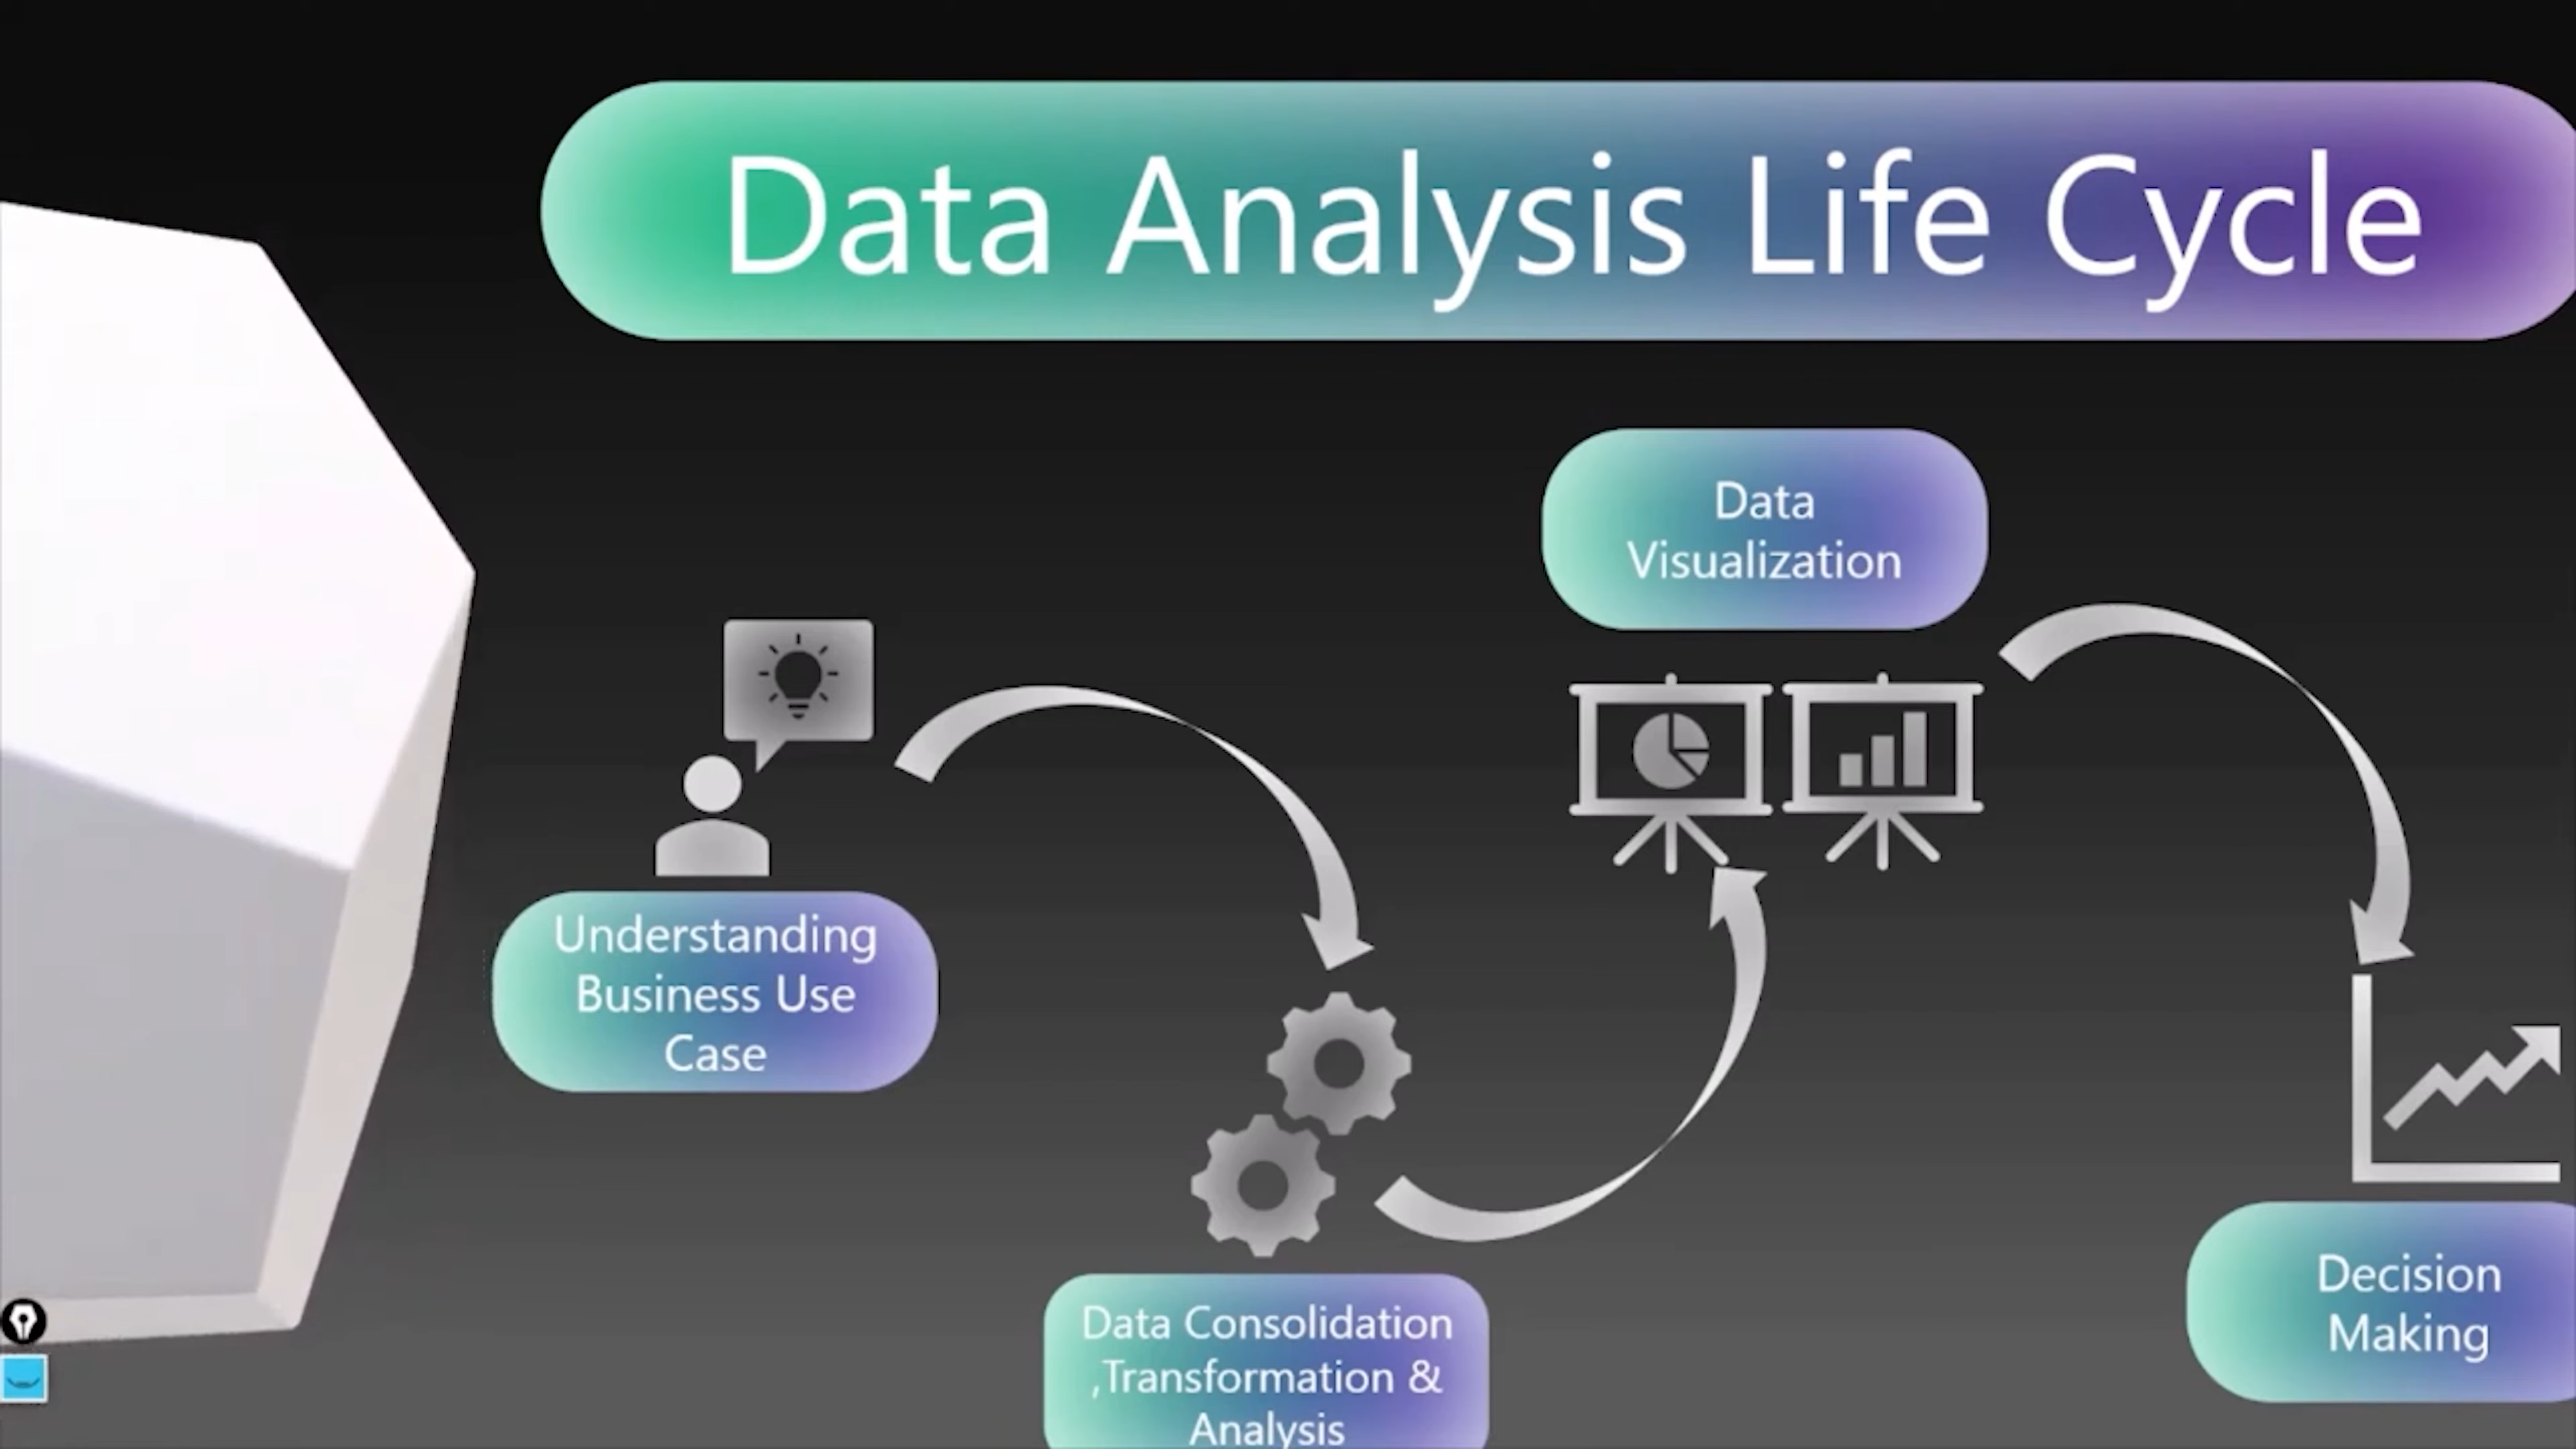 Data Analysis Life Cycle
Data
Visualization
Understanding
Business Use
Case
Data Consolidation
,Transformation &
Analysis
Decision
Making